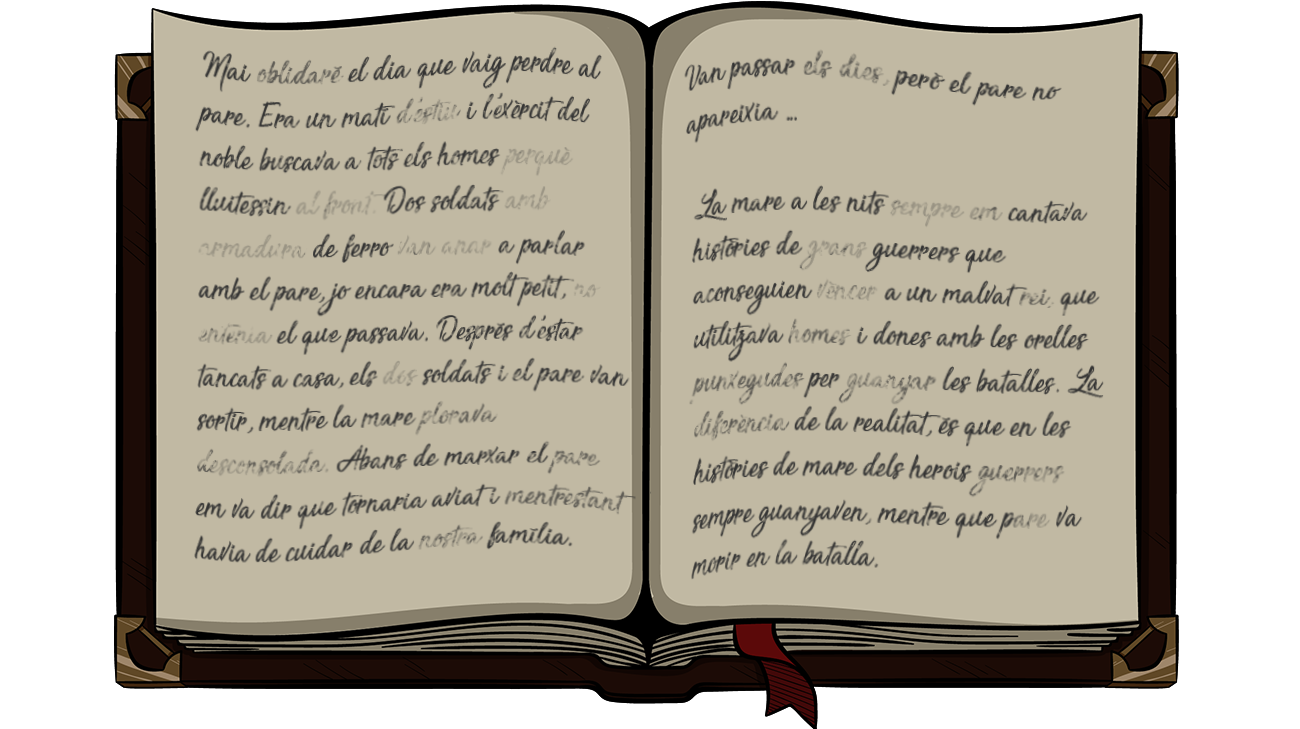 Mai oblidaré el dia que vaig perdre al
pare. Era un matí d'estiu i l'exèrcit del
noble buscava a tots els homes perquè
lluitessin al front. Dos soldats amb
armadura de ferro van anar a parlar
amb el pare, jo encara era molt petit, no
entenia el que passava. Després d'estar
tancats a casa, els dos soldats i el pare van
sortir, mentre la mare plorava
desconsolada. Abans de marxar el pare
em va dir que tornaria aviat i mentrestant
havia de cuidar de la nostra família.
Van passar els dies, però el pare no
apareixia ...
La mare a les nits sempre em cantava
històries de grans guerrers que
aconseguien vèncer a un malvat rei, que
utilitzava homes i dones amb les orelles
punxegudes per guanyar les batalles. La
diferència de la realitat, és que en les
històries de mare dels herois guerrers
sempre guanyaven, mentre que pare va
morir en la batalla.